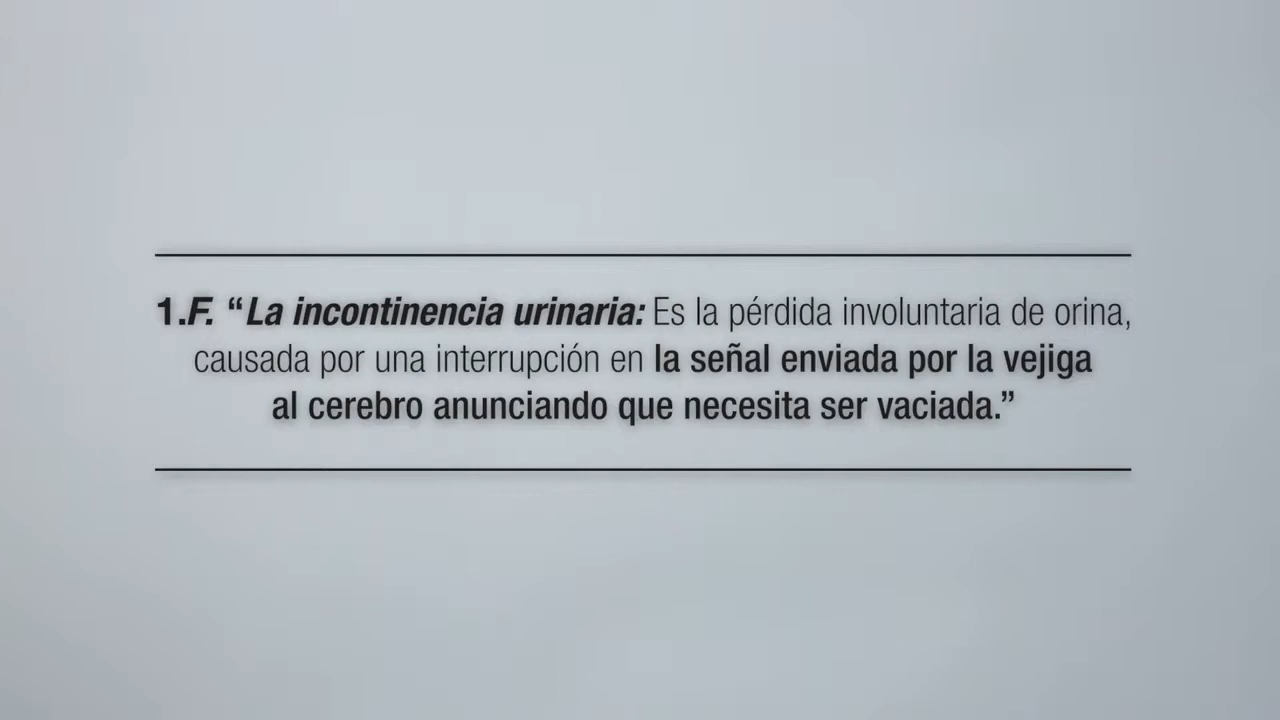 1.F. “La incontinencia urinaria: Es la pérdida involuntaria de orina,
causada por una interrupción en la señal enviada por la vejiga
al cerebro anunciando que necesita ser vaciada.”